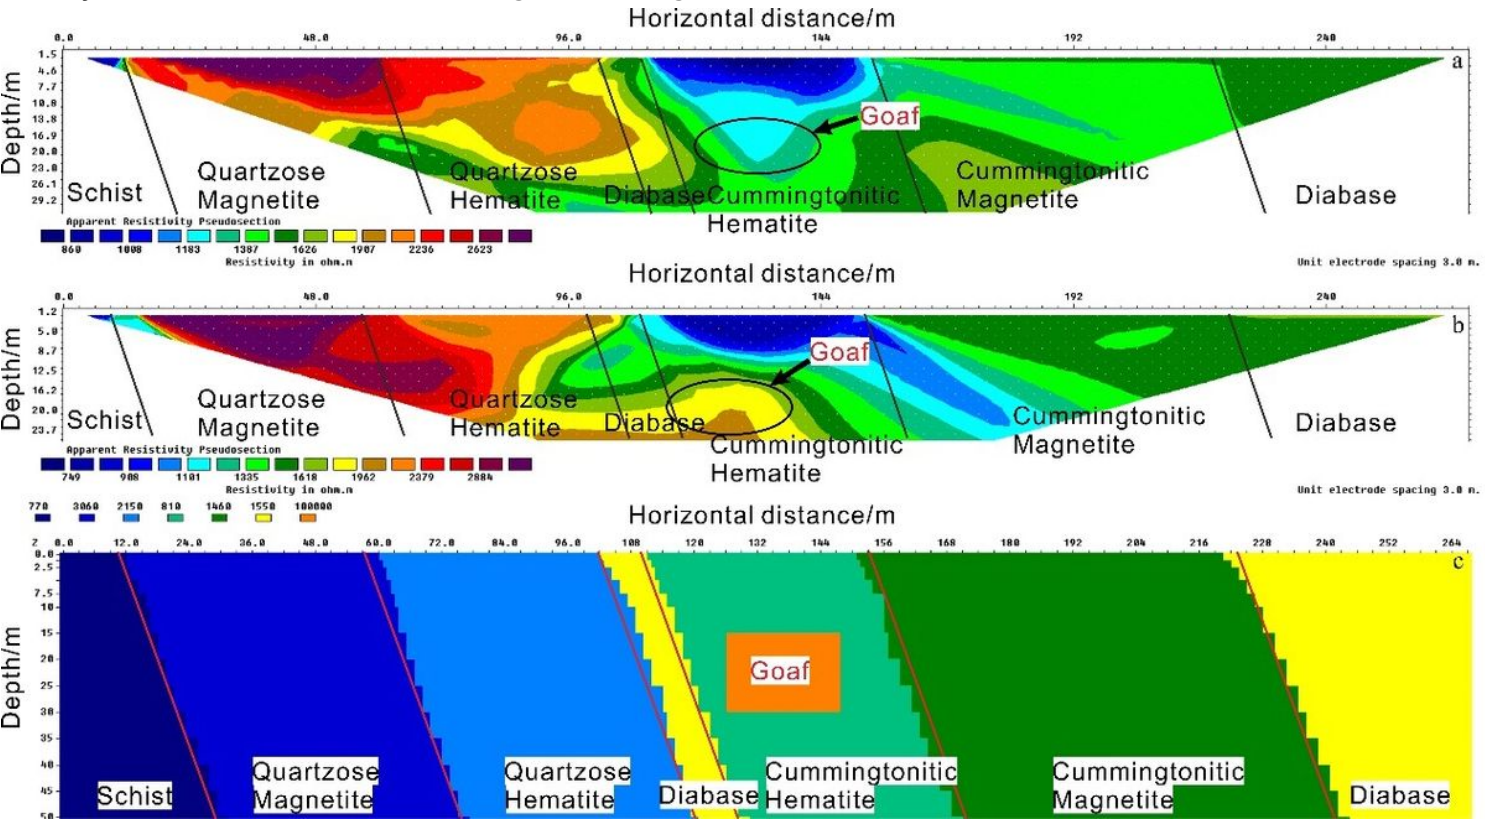 Horizontal distance/m
0.0 48.0 96.0 144 192 240
a
Depth/m
1.5
4.6
7.7
10.8
13.8
16.9
20.0
23.0
26.1
29.2
Goaf
Schist
Quartzose
Magnetite
Quartzose
Hematite
Diabase
Cummingtonitic
Hematite
Cummingtonitic
Magnetite
Diabase
Apparent Resistivity Pseudosection
860 1008 1183 1387 1626 1907 2236 2623
Resistivity in ohm.m
Unit electrode spacing 3.0 m.
Horizontal distance/m
0.0 48.0 96.0 144 192 240
b
Depth/m
1.2
5.0
8.7
12.5
16.2
20.0
23.7
Goaf
Schist
Quartzose
Magnetite
Quartzose
Hematite
Diabase
Cummingtonitic
Hematite
Cummingtonitic
Magnetite
Diabase
Apparent Resistivity Pseudosection
749 908 1101 1335 1618 1962 2379 2884
Resistivity in ohm.m
Unit electrode spacing 3.0 m.
770 3060 2150 810 1460 1550 100000
Horizontal distance/m
Z 0.0 12.0 24.0 36.0 48.0 60.0 72.0 84.0 96.0 108 120 132 144 156 168 180 192 204 216 228 240 252 264
c
Depth/m
0.0
2.5
7.5
10
15
20
25
30
35
40
45
50
Goaf
Schist
Quartzose
Magnetite
Quartzose
Hematite
Diabase
Cummingtonitic
Hematite
Cummingtonitic
Magnetite
Diabase